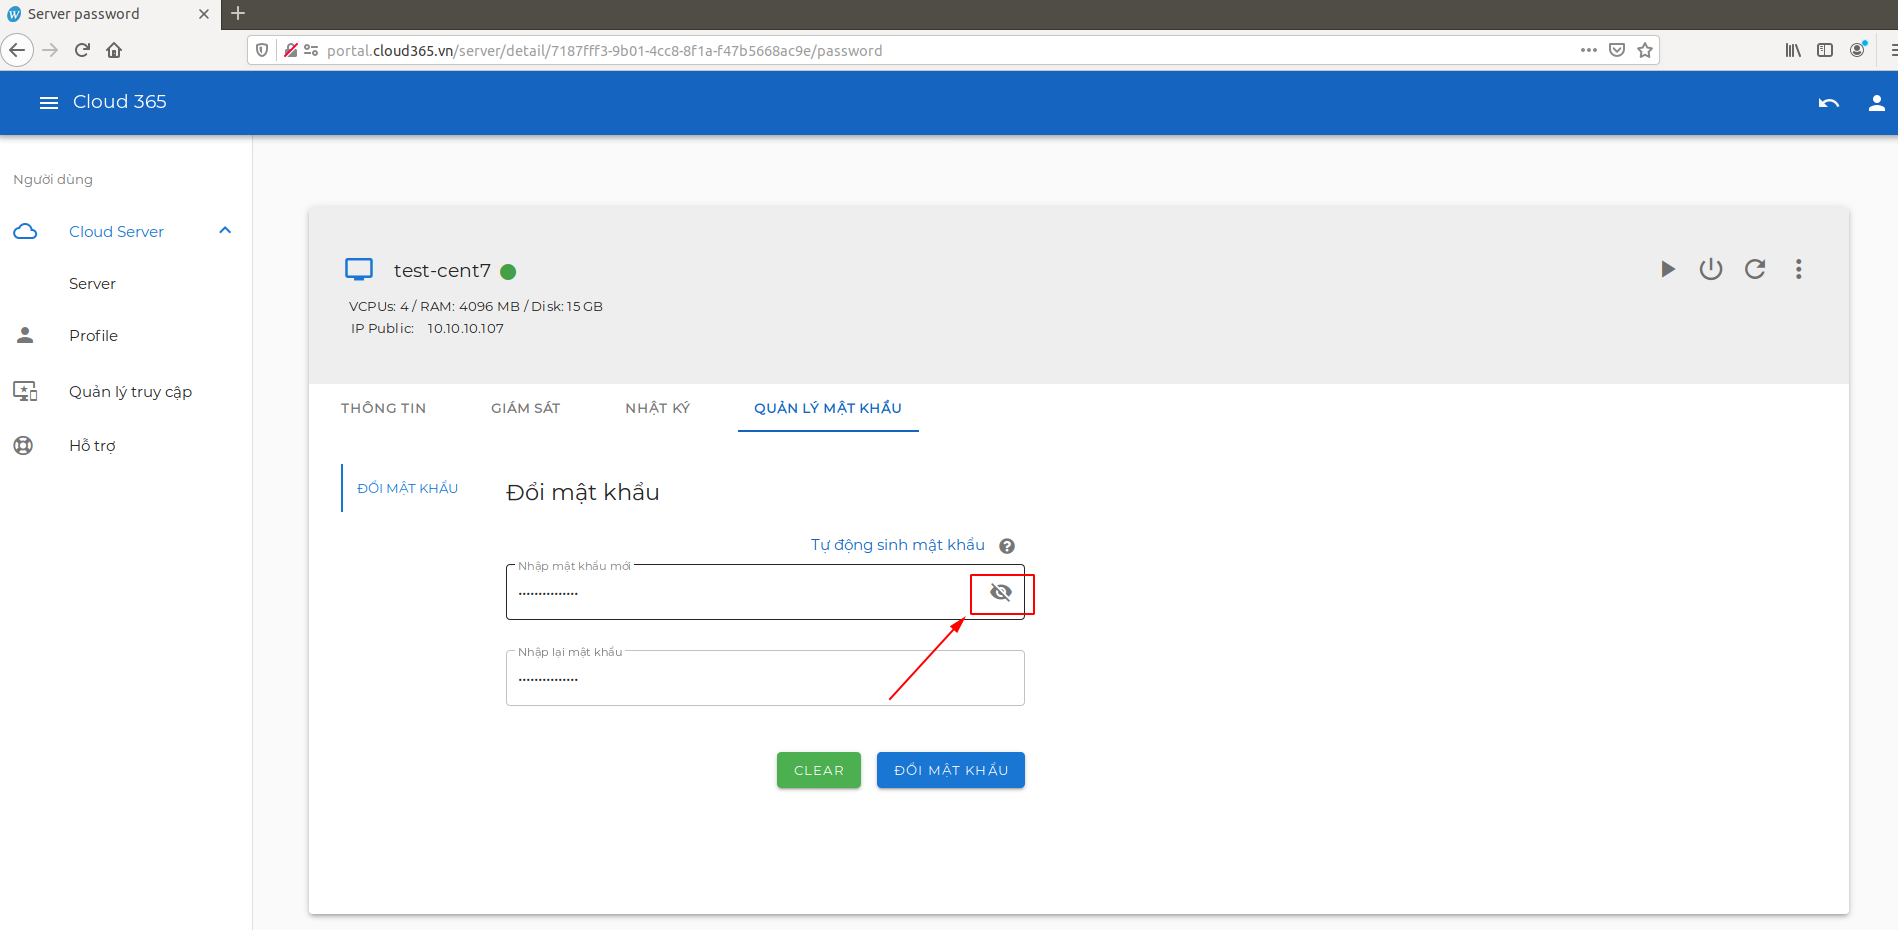 Server password
portal.cloud365.vn/server/detail/7187fff3-9b01-4cc8-8f1a-f47b5668ac9e/password
Cloud 365
Người dùng
Cloud Server
Server
Profile
Quản lý truy cập
Hỗ trợ
test-cent7
VCPUs: 4 / RAM: 4096 MB / Disk: 15 GB
IP Public: 10.10.10.107
THÔNG TIN
GIÁM SÁT
NHẬT KÝ
QUẢN LÝ MẬT KHẨU
ĐỔI MẬT KHẨU
Đổi mật khẩu
Tự động sinh mật khẩu
Nhập mật khẩu mới
Nhập lại mật khẩu
CLEAR
ĐỔI MẬT KHẨU